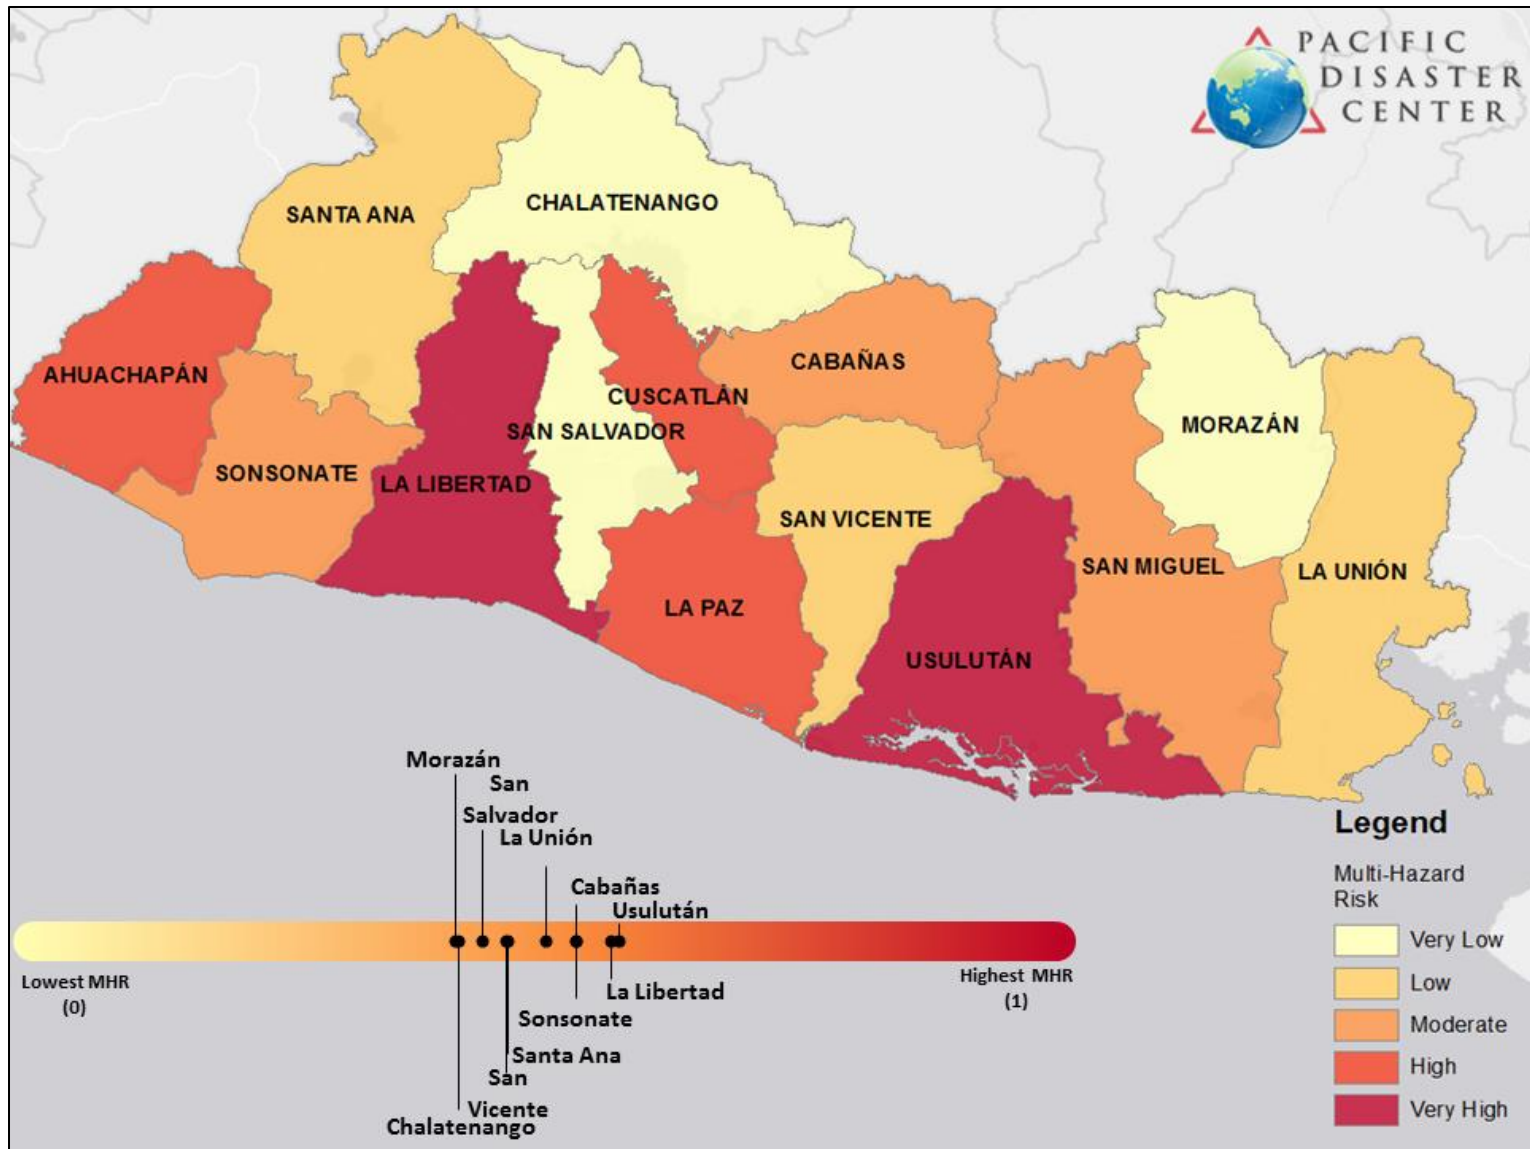 PACIFIC
DISASTER
CENTER
SANTA ANA
CHALATENANGO
AHUACHAPÁN
CABAÑAS
CUSCATLÁN
SAN SALVADOR
MORAZÁN
SONSONATE
LA LIBERTAD
SAN VICENTE
SAN MIGUEL
LA UNIÓN
LA PAZ
USULUTÁN
Morazán
San
Salvador
La Unión
Cabañas
Usulután
Lowest MHR
(0)
Highest MHR
(1)
La Libertad
Sonsonate
Santa Ana
San
Vicente
Chalatenango
Legend
Multi-Hazard
Risk
Very Low
Low
Moderate
High
Very High